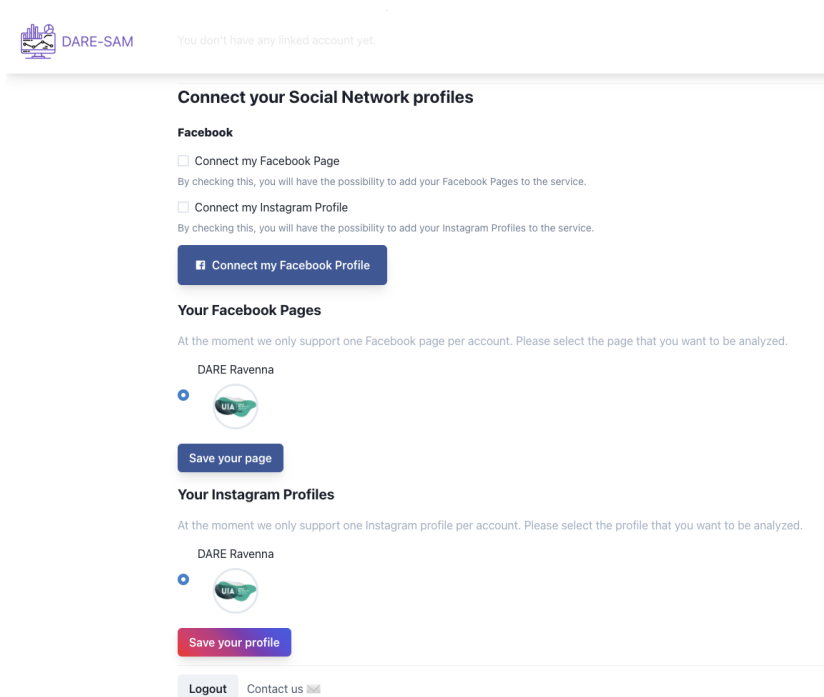 DARE-SAM
You don't have any linked account yet.
Connect your Social Network profiles
Facebook
Connect my Facebook Page
By checking this, you will have the possibility to add your Facebook Pages to the service.
Connect my Instagram Profile
By checking this, you will have the possibility to add your Instagram Profiles to the service.
Connect my Facebook Profile
Your Facebook Pages
At the moment we only support one Facebook page per account. Please select the page that you want to be analyzed.
DARE Ravenna
UIA
Save your page
Your Instagram Profiles
At the moment we only support one Instagram profile per account. Please select the profile that you want to be analyzed.
DARE Ravenna
UIA
Save your profile
Logout Contact us